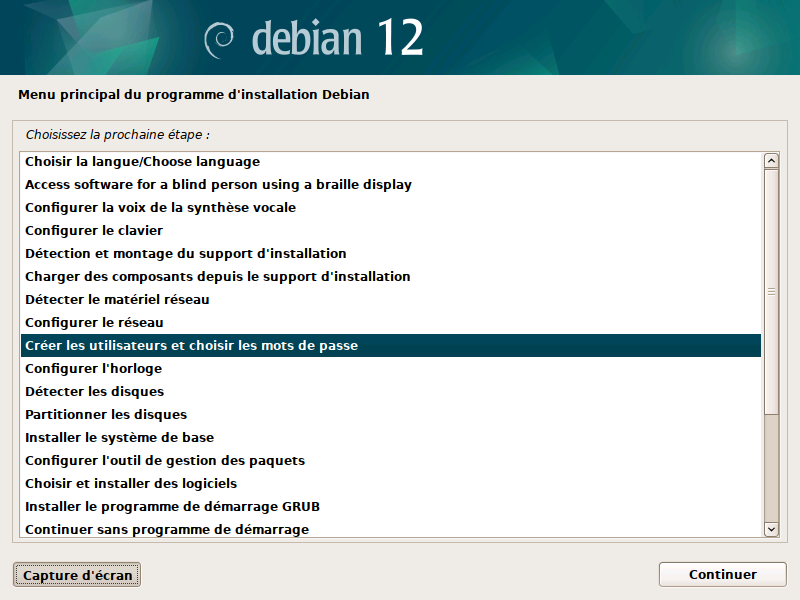 debian 12
Menu principal du programme d'installation Debian
Choisissez la prochaine étape :
Choisir la langue/Choose language
Access software for a blind person using a braille display
Configurer la voix de la synthèse vocale
Configurer le clavier
Détection et montage du support d'installation
Charger des composants depuis le support d'installation
Détecter le matériel réseau
Configurer le réseau
Créer les utilisateurs et choisir les mots de passe
Configurer l'horloge
Détecter les disques
Partitionner les disques
Installer le système de base
Configurer l'outil de gestion des paquets
Choisir et installer des logiciels
Installer le programme de démarrage GRUB
Continuer sans programme de démarrage
Capture d'écran
Continuer